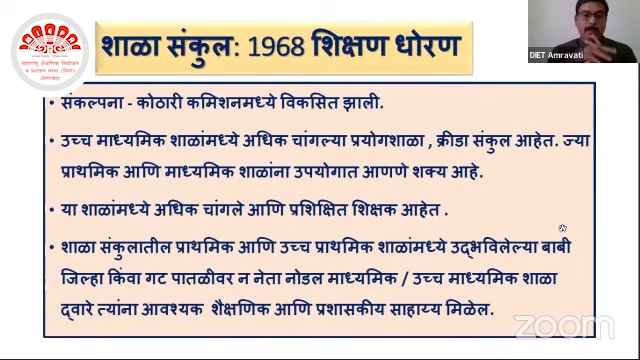 शाळा संकुल: 1968 शिक्षण धोरण
DIET Amravati
• संकल्पना - कोठारी कमिशनमध्ये विकसित झाली.
• उच्च माध्यमिक शाळांमध्ये अधिक चांगल्या प्रयोगशाळा , क्रीडा संकुल आहेत. ज्या
प्राथमिक आणि माध्यमिक शाळांना उपयोगात आणणे शक्य आहे.
• या शाळांमध्ये अधिक चांगले आणि प्रशिक्षित शिक्षक आहेत .
• शाळा संकुलातील प्राथमिक आणि उच्च प्राथमिक शाळांमध्ये उद्भविलेल्या बाबी
जिल्हा किंवा गट पातळीवर न नेता नोडल माध्यमिक / उच्च माध्यमिक शाळा
द्वारे त्यांना आवश्यक शैक्षणिक आणि प्रशासकीय साहाय्य मिळेल.
zoom